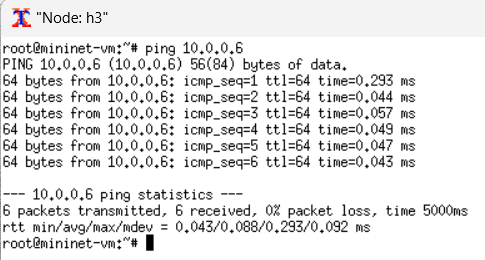 "Node: h3"
root@mininet-vm:~# ping 10.0.0.6
PING 10.0.0.6 (10.0.0.6) 56(84) bytes of data.
64 bytes from 10.0.0.6: icmp_seq=1 ttl=64 time=0.293 ms
64 bytes from 10.0.0.6: icmp_seq=2 ttl=64 time=0.044 ms
64 bytes from 10.0.0.6: icmp_seq=3 ttl=64 time=0.057 ms
64 bytes from 10.0.0.6: icmp_seq=4 ttl=64 time=0.049 ms
64 bytes from 10.0.0.6: icmp_seq=5 ttl=64 time=0.047 ms
64 bytes from 10.0.0.6: icmp_seq=6 ttl=64 time=0.043 ms

--- 10.0.0.6 ping statistics ---
6 packets transmitted, 6 received, 0% packet loss, time 5000ms
rtt min/avg/max/mdev = 0.043/0.088/0.293/0.092 ms
root@mininet-vm:~#